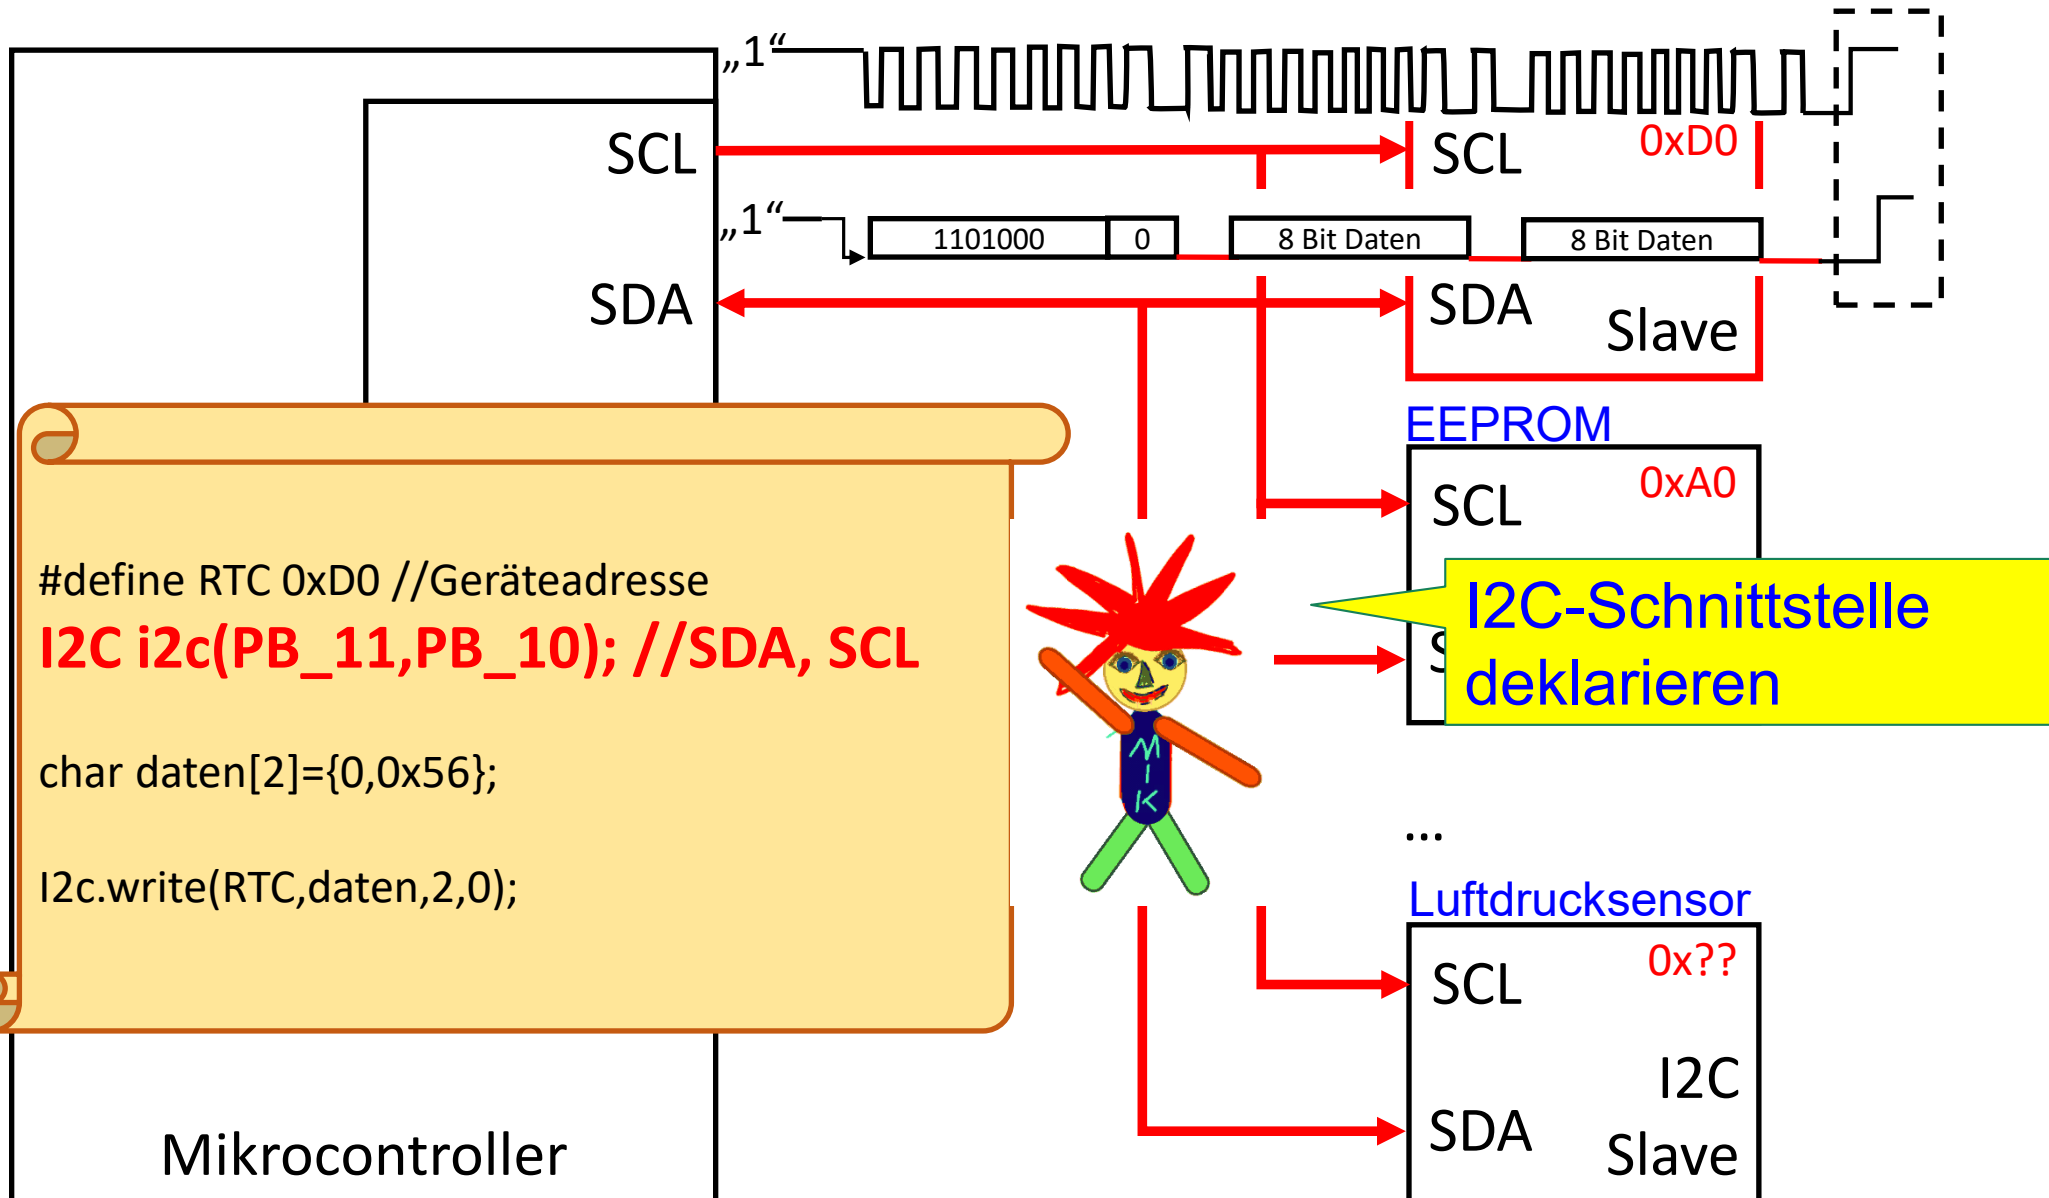 „1“
SCL
SCL
0xD0
„1“
1101000
0
8 Bit Daten
8 Bit Daten
SDA
SDA
Slave
EEPROM
SCL
0xA0
#define RTC 0xD0 //Geräteadresse
I2C i2c(PB_11,PB_10); //SDA, SCL
char daten[2]={0,0x56};
I2c.write(RTC,daten,2,0);
I2C-Schnittstelle
deklarieren
MIK
...
Luftdrucksensor
SCL
0x??
I2C
SDA
Slave
Mikrocontroller